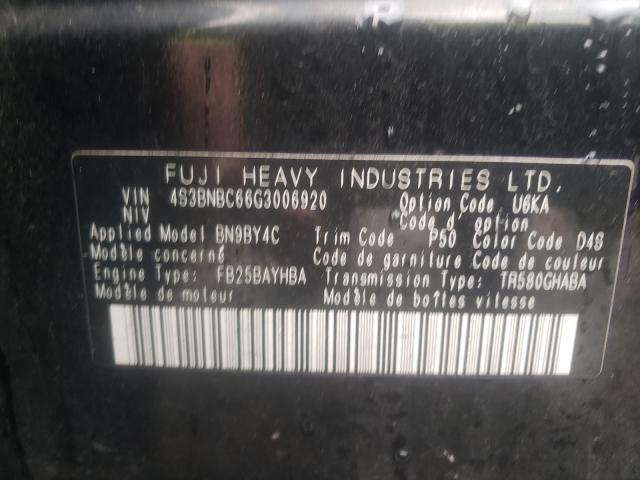 FUJI HEAVY INDUSTRIES LTD.
VIN 4S3BNBC66G3006920 Option Code U6KA
NIV Code d'option
Applied Model BN9BY4C Trim Code P50 Color Code D4S
Modèle concerné Code de garniture Code de couleur
Engine Type: FB25BAYHBA Transmission Type: TR580GHABA
Modèle de moteur Modèle de boîtes vitesse